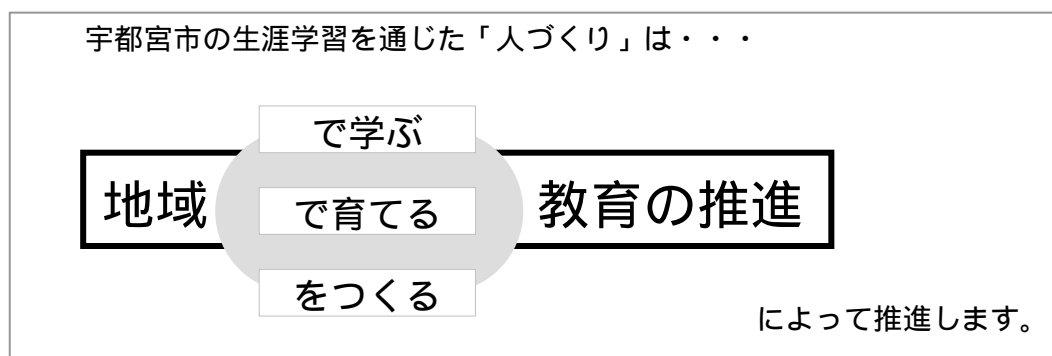 宇都宮市の生涯学習を通じた「人づくり」は・・・
で学ぶ
地域 で育てる 教育の推進
をつくる
によって推進します。